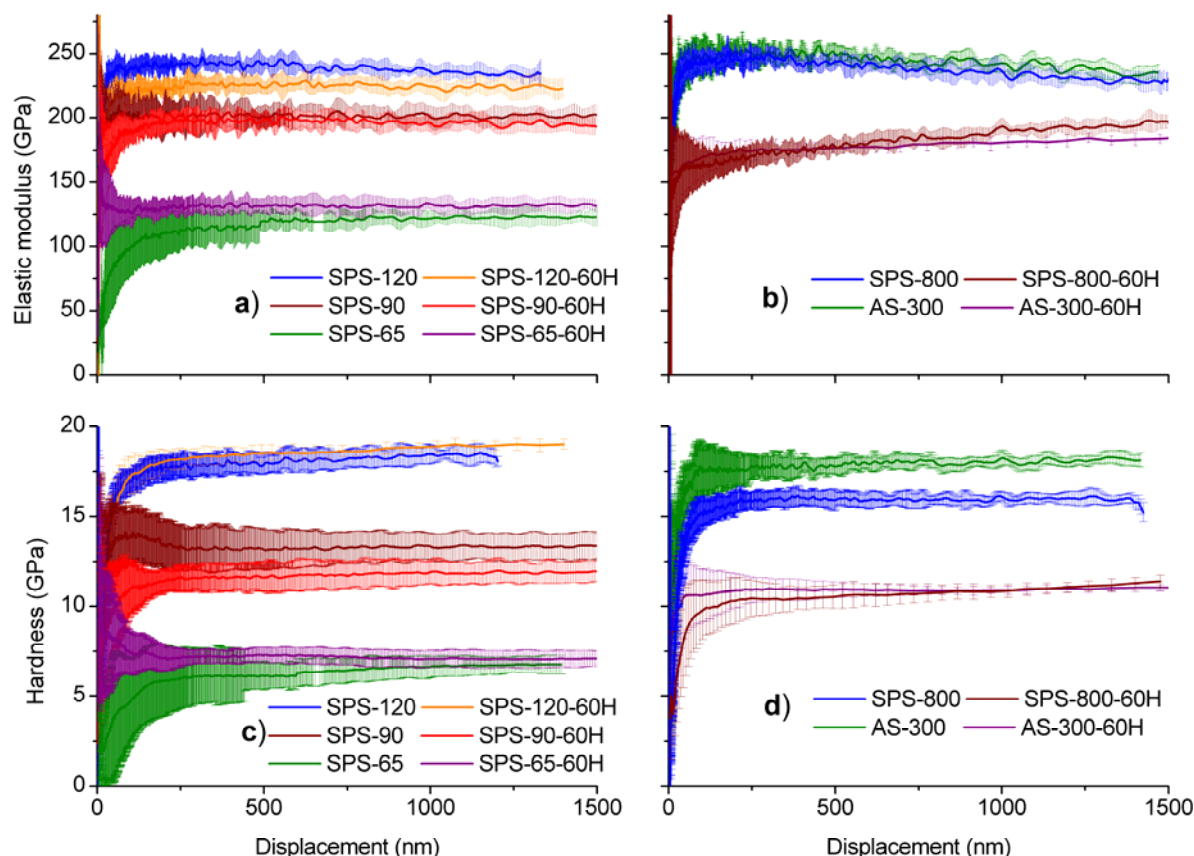 250
200
150
100
50
0
Elastic modulus (GPa)
a)
SPS-120 SPS-120-60H
SPS-90 SPS-90-60H
SPS-65 SPS-65-60H
b)
SPS-800 SPS-800-60H
AS-300 AS-300-60H
20
15
10
5
0
Hardness (GPa)
c)
SPS-120 SPS-120-60H
SPS-90 SPS-90-60H
SPS-65 SPS-65-60H
0 500 1000 1500
Displacement (nm)
d)
SPS-800 SPS-800-60H
AS-300 AS-300-60H
0 500 1000 1500
Displacement (nm)